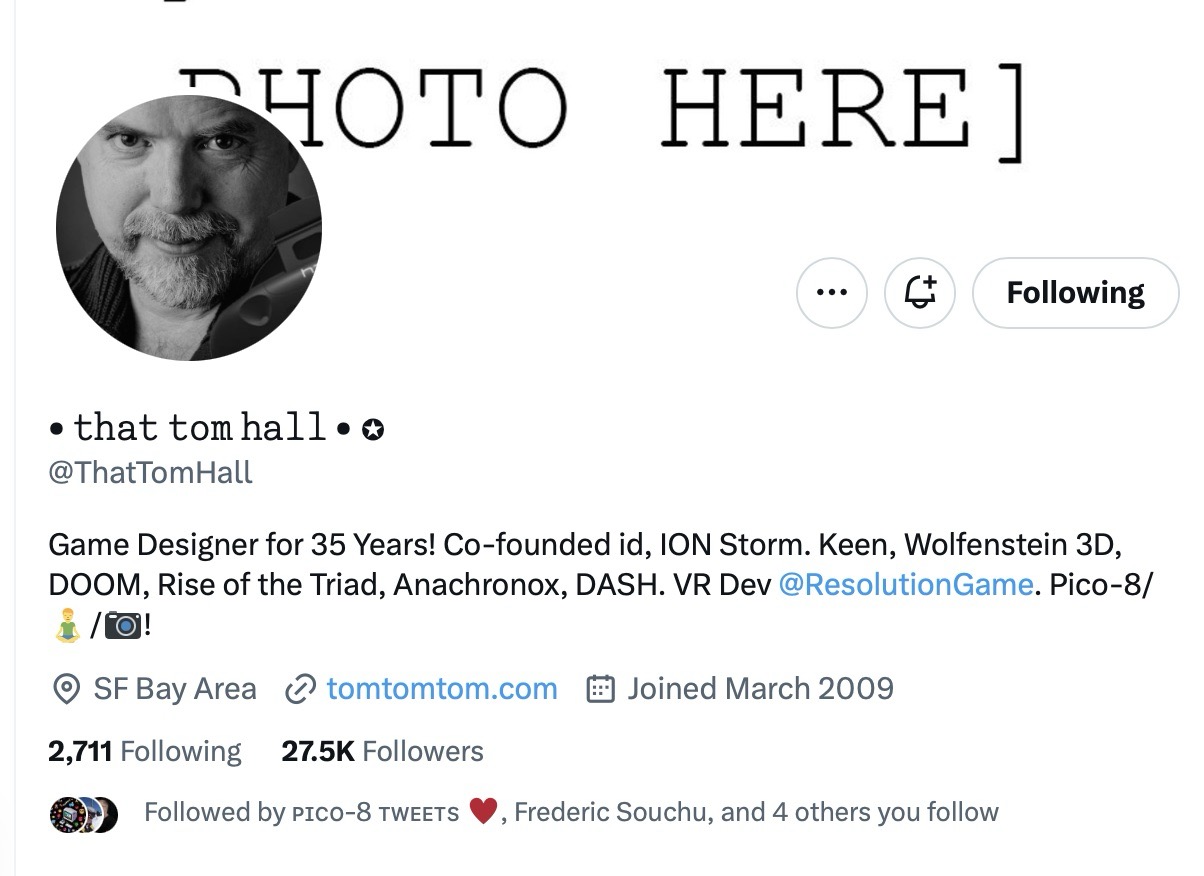 PHOTO HERE]
Following
• that tom hall •
@ThatTomHall
Game Designer for 35 Years! Co-founded id, ION Storm. Keen, Wolfenstein 3D,
DOOM, Rise of the Triad, Anachronox, DASH. VR Dev @ResolutionGame. Pico-8/
🧘‍♂️/📷!
SF Bay Area tomtomtom.com Joined March 2009
2,711 Following 27.5K Followers
Followed by ᴘɪᴄᴏ-8 ᴛᴡᴇᴇᴛs ♥, Frederic Souchu, and 4 others you follow